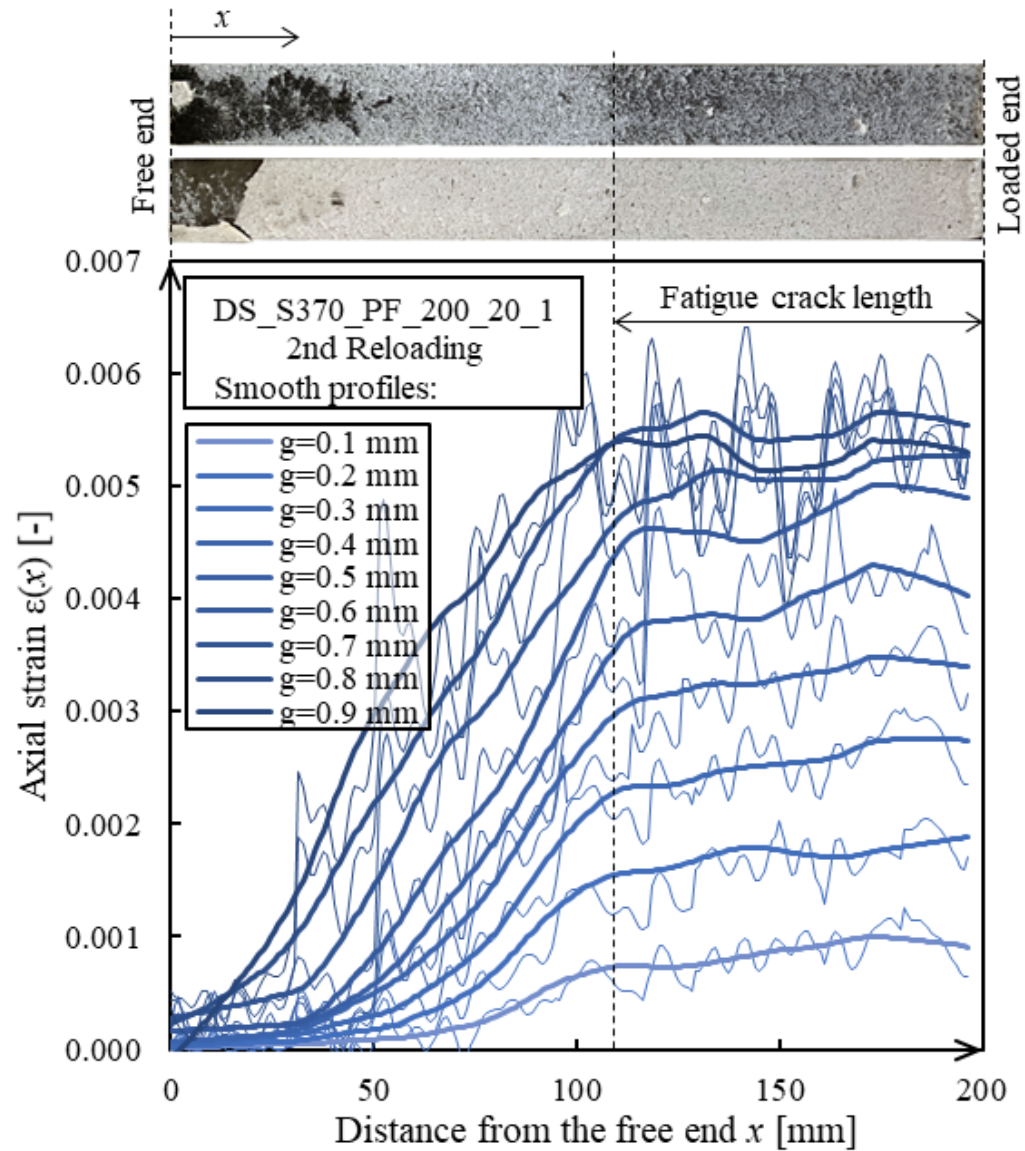 x
Free end
Loaded end
0.007
0.006
0.005
0.004
0.003
0.002
0.001
0.000
Axial strain ε(x) [-]
DS_S370_PF_200_20_1
2nd Reloading
Smooth profiles:
Fatigue crack length
g=0.1 mm
g=0.2 mm
g=0.3 mm
g=0.4 mm
g=0.5 mm
g=0.6 mm
g=0.7 mm
g=0.8 mm
g=0.9 mm
0 50 100 150 200
Distance from the free end x [mm]